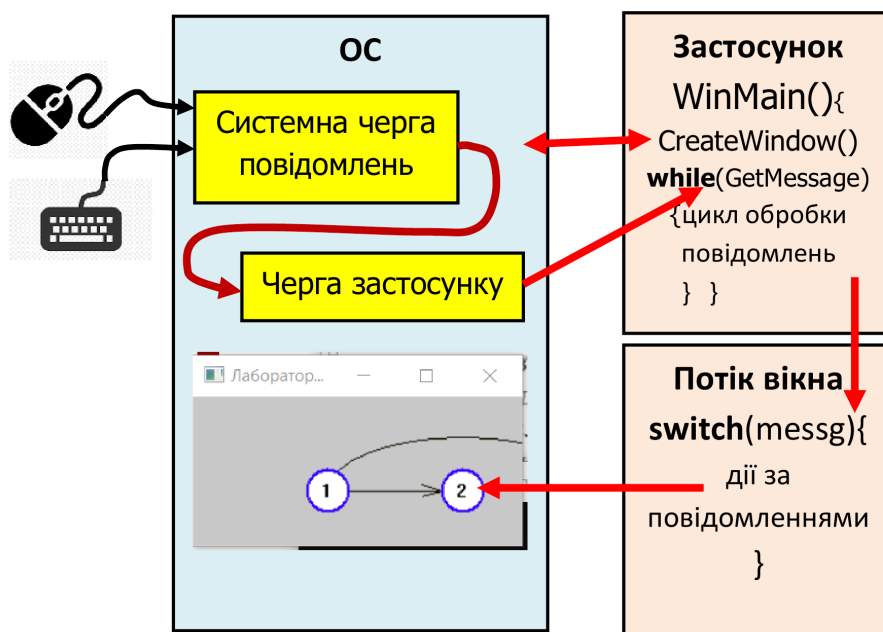 ОС
Системна черга
повідомлень
Черга застосунку
Лаборатор...
1
2
Застосунок
WinMain(){
CreateWindow()
while(GetMessage)
{цикл обробки
повідомлень
} }
Потік вікна
switch(messg){
дії за
повідомленнями
}